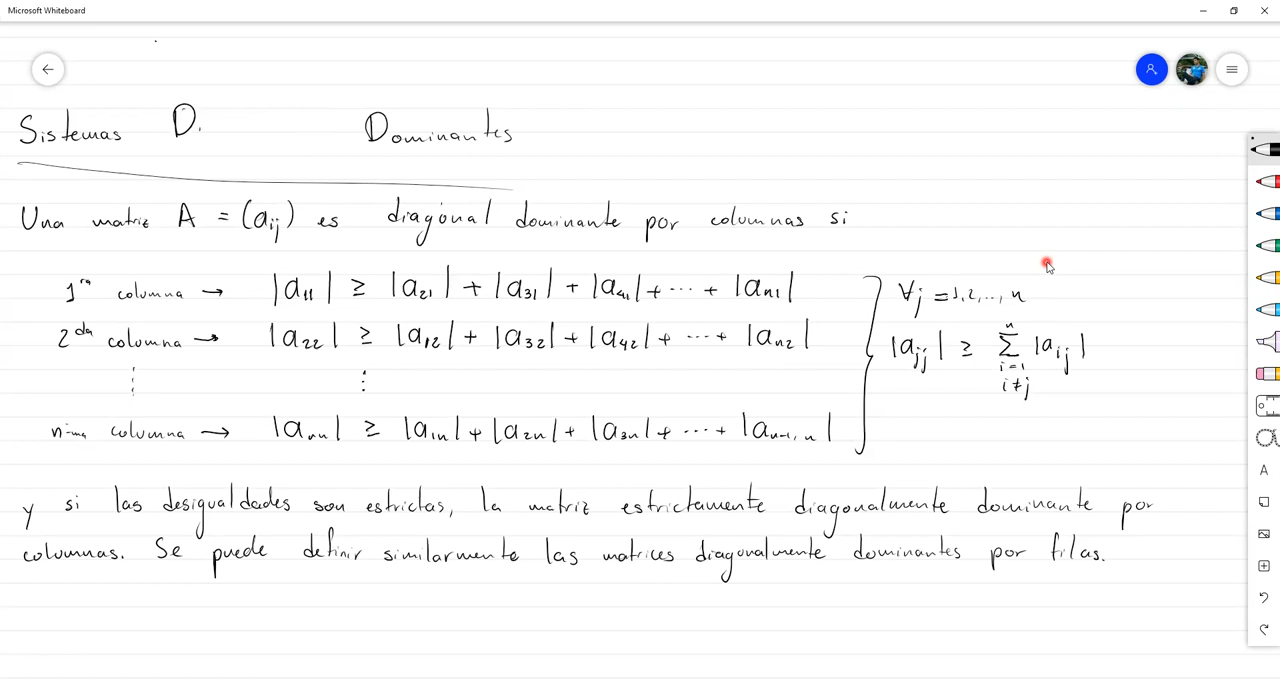 Microsoft Whiteboard
Sistemas D. Dominantes
Una matriz A = (aij) es diagonal dominante por columnas si
1ra columna → |a11| ≥ |a21| + |a31| + |a41| + ... + |an1|
2da columna → |a22| ≥ |a12| + |a32| + |a42| + ... + |an2|
⋮ ⋮
n-ma columna → |ann| ≥ |a1n| + |a2n| + |a3n| + ... + |an-1,n|
∀j = 1,2,...,n
|ajj| ≥ Σ |aij|
n
i=1
i≠j
y si las desigualdades son estrictas, la matriz estrictamente diagonalmente dominante por
columnas. Se puede definir similarmente las matrices diagonalmente dominantes por filas.
A